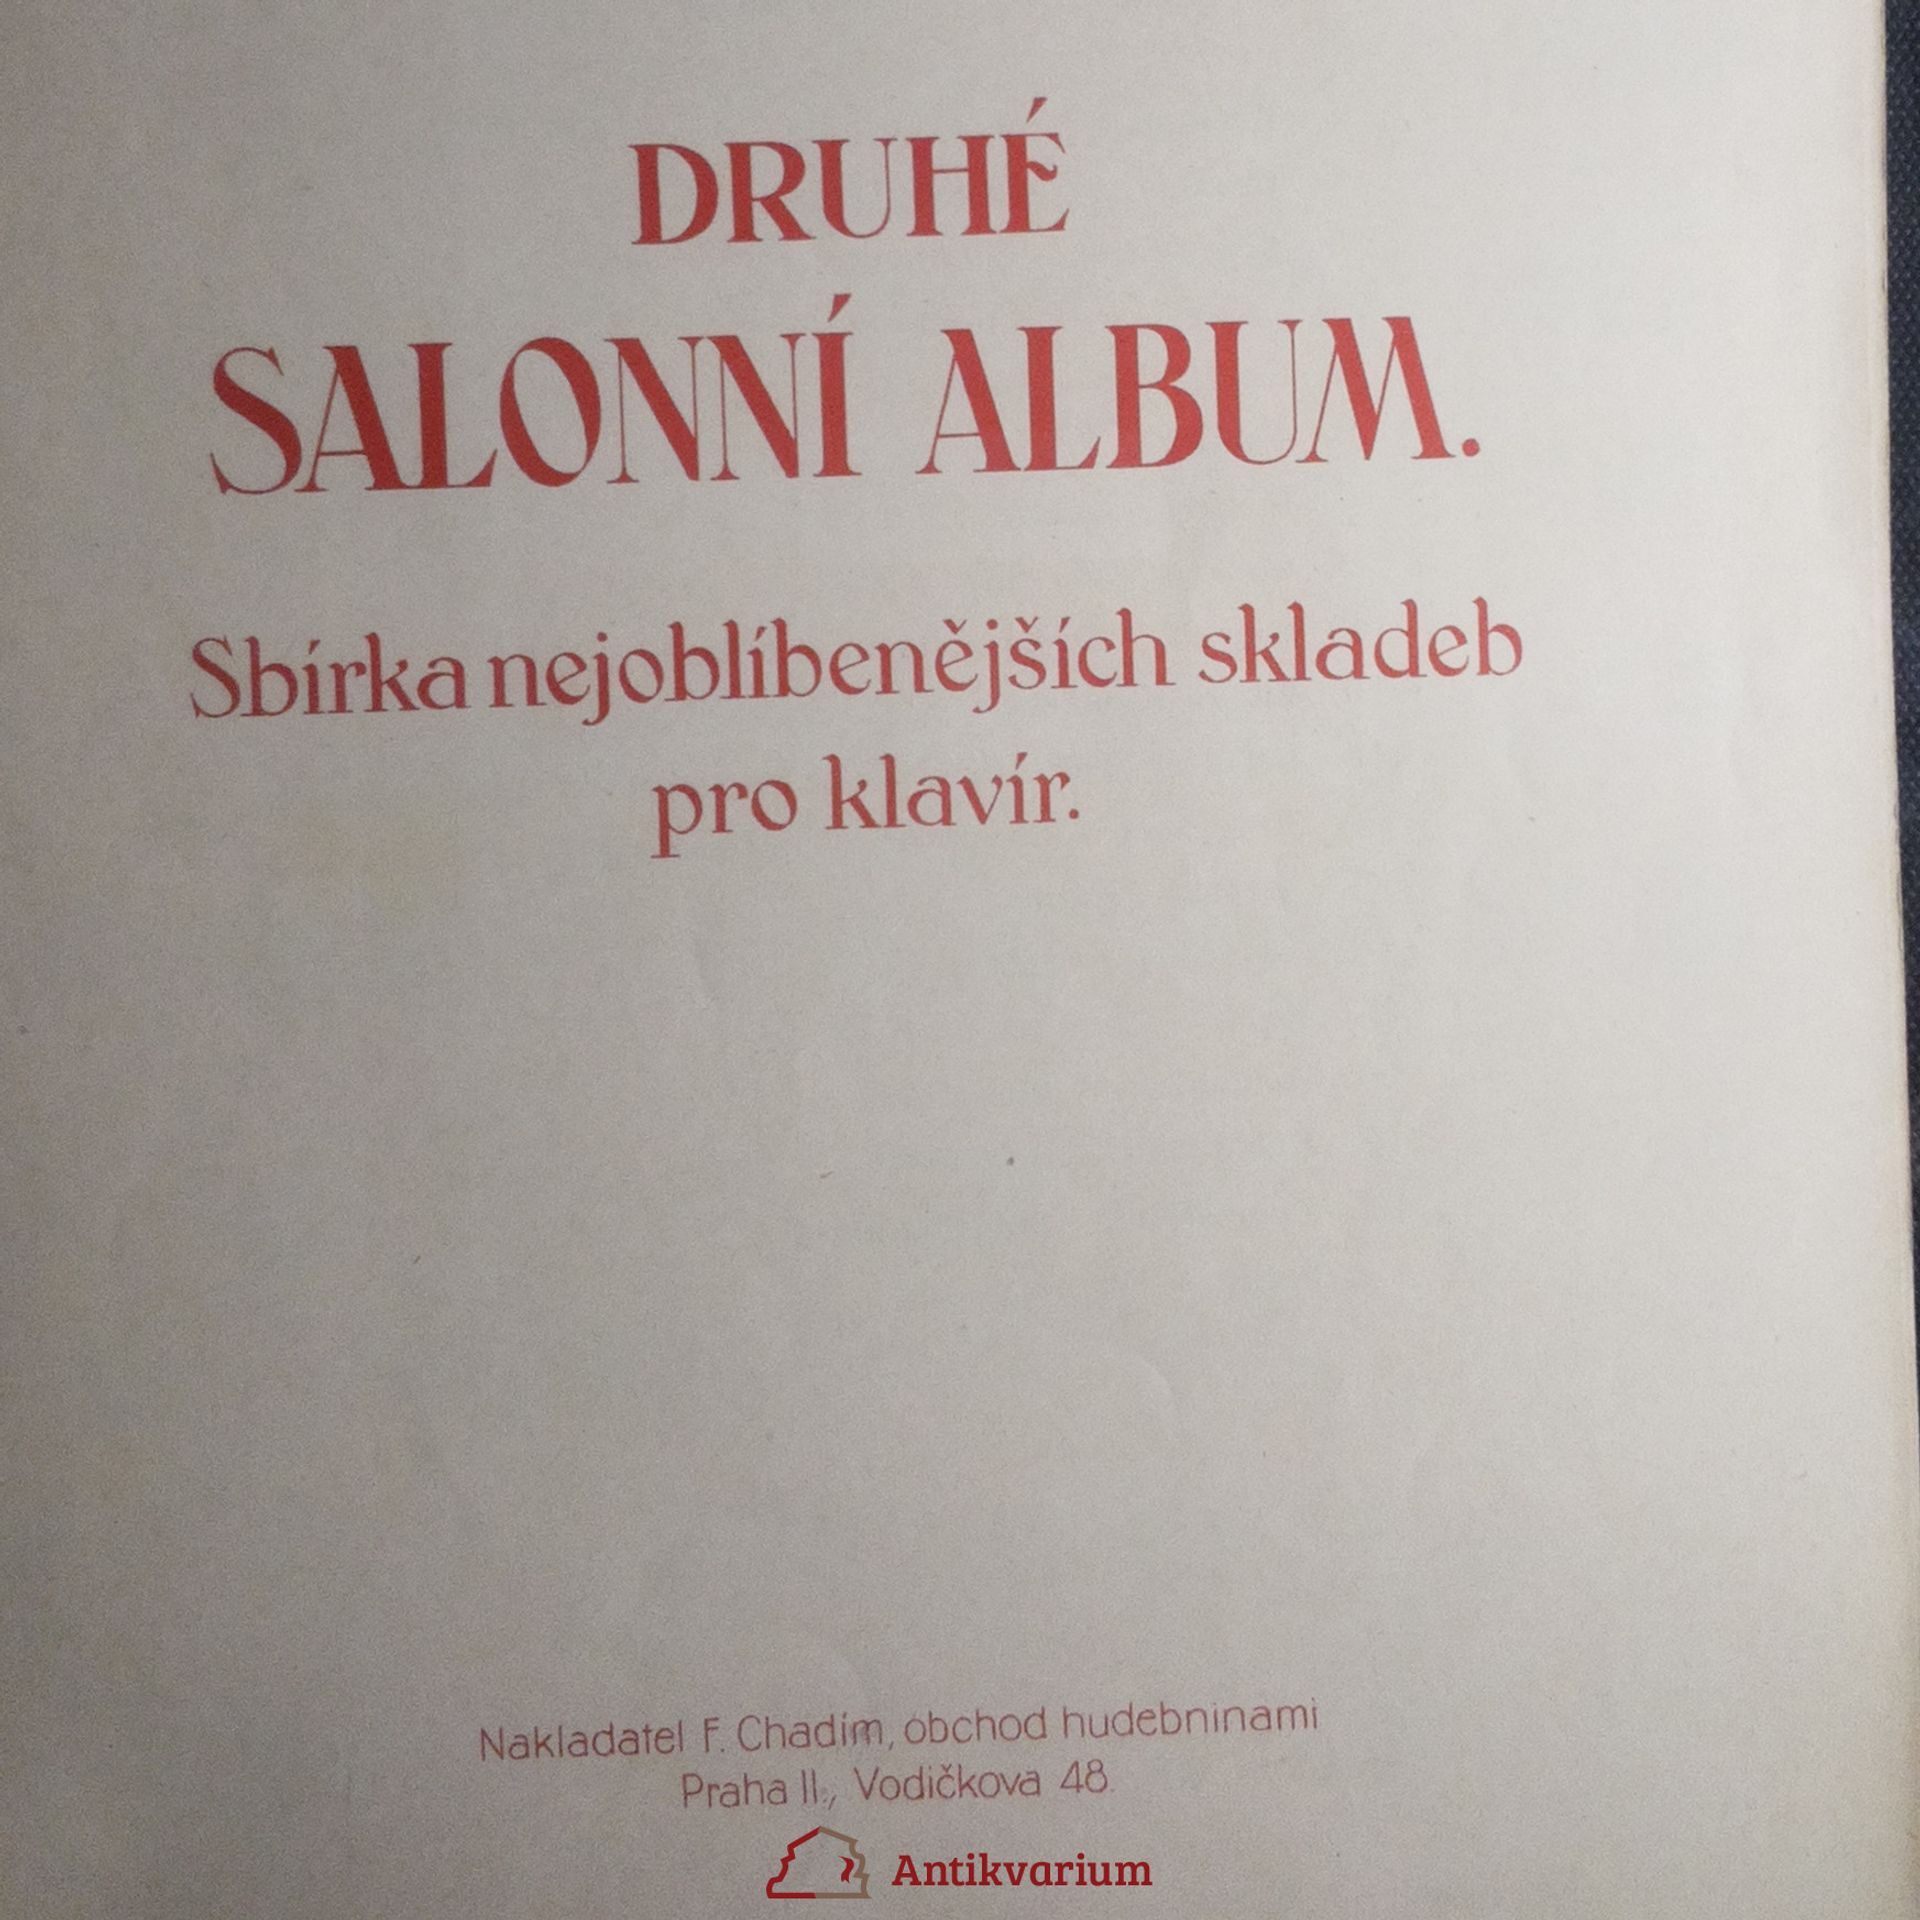 DRUHÉ
SALONNÍ ALBUM.
Sbírka nejoblíbenějších skladeb
pro klavír.
Nakladatel F. Chadím, obchod hudebninami
Praha II., Vodičkova 48.
Antikvarium